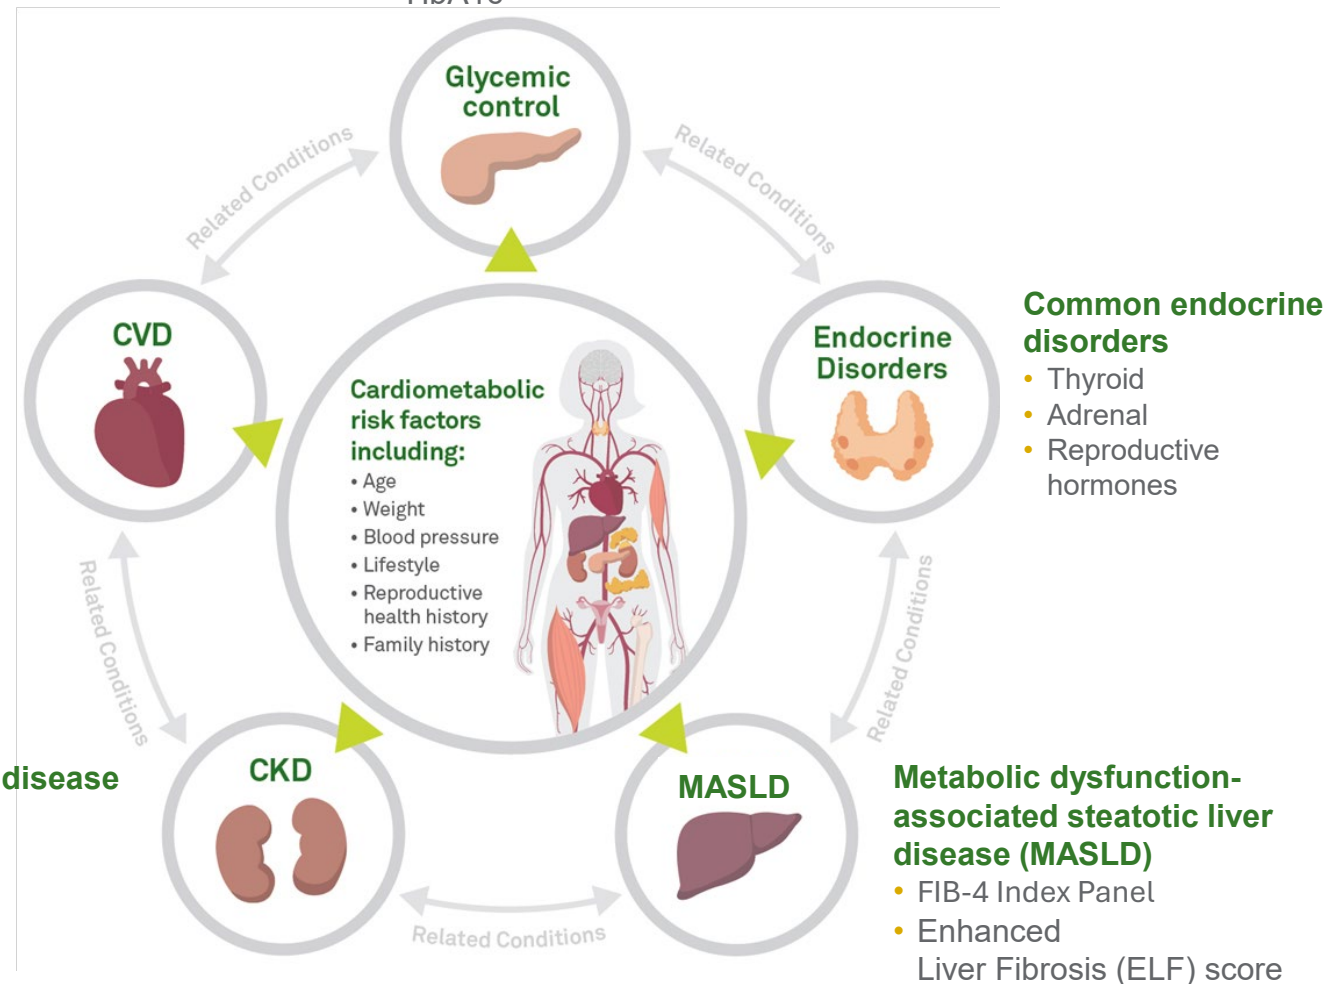 Glycemic
control
Related Conditions
Related Conditions
CVD
Endocrine
Disorders
Common endocrine
disorders
• Thyroid
• Adrenal
• Reproductive
hormones
Cardiometabolic
risk factors
including:
• Age
• Weight
• Blood pressure
• Lifestyle
• Reproductive
health history
• Family history
Related Conditions
Related Conditions
disease
CKD
MASLD
Metabolic dysfunction-
associated steatotic liver
disease (MASLD)
• FIB-4 Index Panel
• Enhanced
Liver Fibrosis (ELF) score
Related Conditions